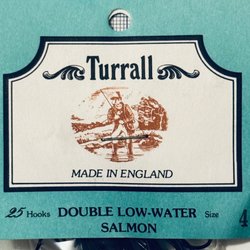 Turrall
MADE IN ENGLAND
25 Hooks DOUBLE LOW-WATER Size 4
SALMON